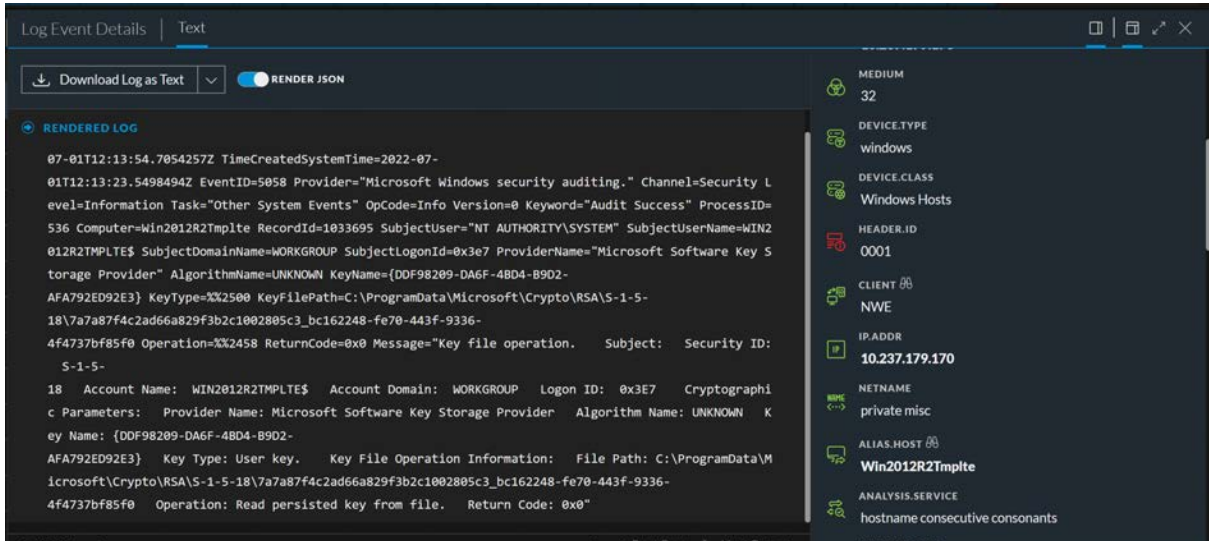 Log Event Details
Text
Download Log as Text
RENDER JSON
RENDERED LOG
07-01T12:13:54.7054257Z TimeCreatedSystemTime=2022-07-
01T12:13:23.5498494Z EventID=5058 Provider="Microsoft Windows security auditing." Channel=Security L
evel=Information Task="Other System Events" OpCode=Info Version=0 Keyword="Audit Success" ProcessID=
536 Computer=Win2012R2Tmplte RecordId=1033695 SubjectUser="NT AUTHORITY\SYSTEM" SubjectUserName=WIN2
012R2TMPLTE$ SubjectDomainName=WORKGROUP SubjectLogonId=0x3e7 ProviderName="Microsoft Software Key S
torage Provider" AlgorithmName=UNKNOWN KeyName={DDF98209-DA6F-4BD4-B9D2-
AFA792ED92E3} KeyType=%%2500 KeyFilePath=C:\ProgramData\Microsoft\Crypto\RSA\S-1-5-
18\7a7a87f4c2ad66a829f3b2c1002805c3_bc162248-fe70-443f-9336-
4f4737bf85f0 Operation=%%2458 ReturnCode=0x0 Message="Key file operation. Subject: Security ID:
S-1-5-
18 Account Name: WIN2012R2TMPLTE$ Account Domain: WORKGROUP Logon ID: 0x3E7 Cryptographi
c Parameters: Provider Name: Microsoft Software Key Storage Provider Algorithm Name: UNKNOWN K
ey Name: {DDF98209-DA6F-4BD4-B9D2-
AFA792ED92E3} Key Type: User key. Key File Operation Information: File Path: C:\ProgramData\M
icrosoft\Crypto\RSA\S-1-5-18\7a7a87f4c2ad66a829f3b2c1002805c3_bc162248-fe70-443f-9336-
4f4737bf85f0 Operation: Read persisted key from file. Return Code: 0x0"
MEDIUM
32
DEVICE.TYPE
windows
DEVICE.CLASS
Windows Hosts
HEADER.ID
0001
CLIENT
NWE
IP.ADDR
IP
10.237.179.170
NETNAME
NAME
private misc
ALIAS.HOST
Win2012R2Tmplte
ANALYSIS.SERVICE
hostname consecutive consonants